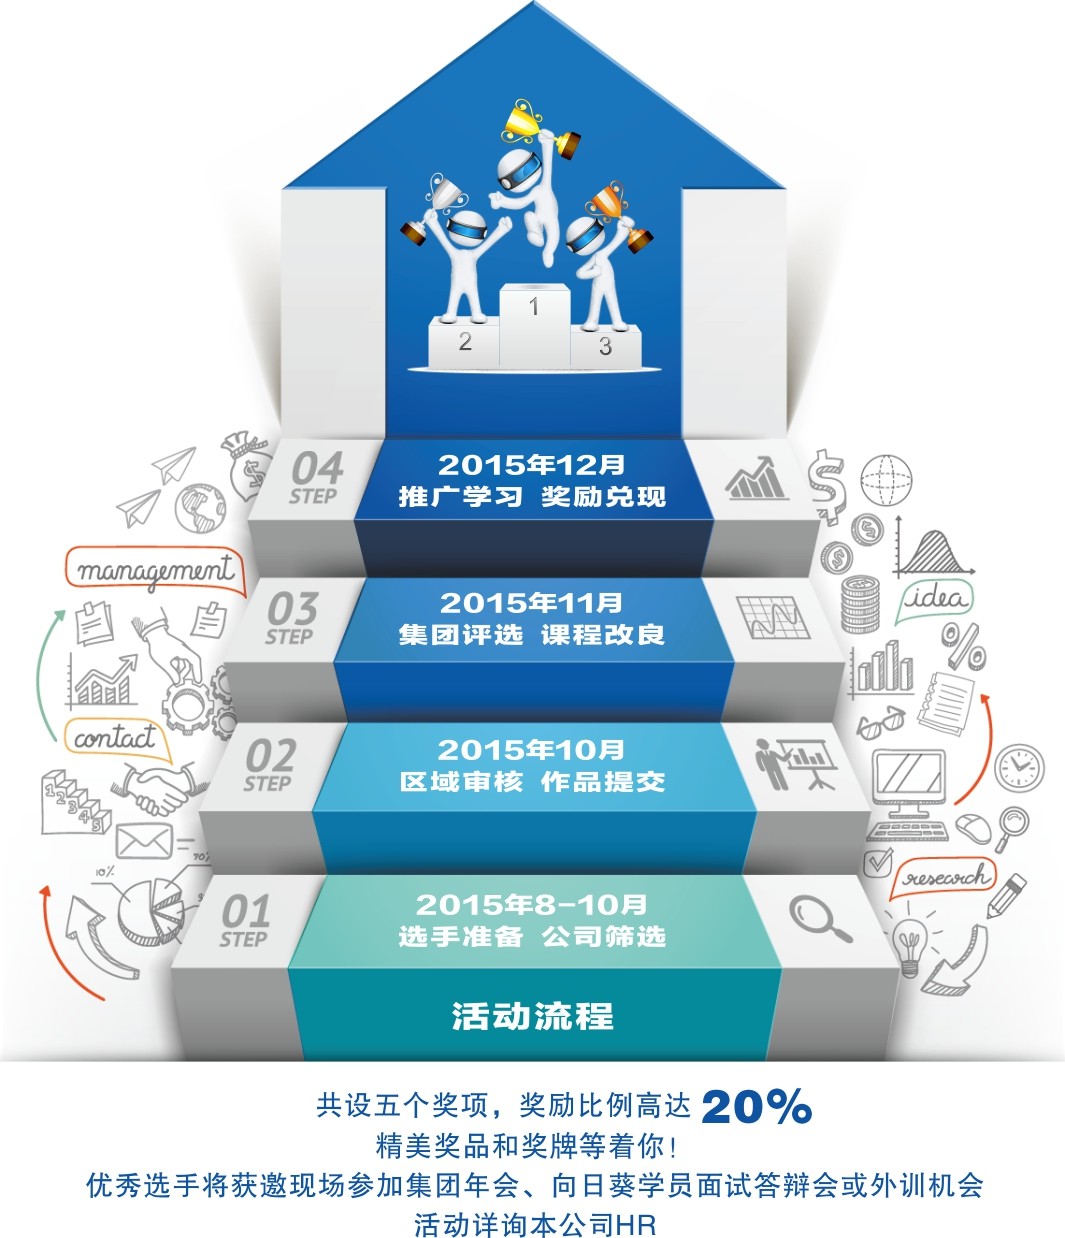 1
2
3
04
STEP
2015年12月
推广学习 奖励兑现
03
STEP
2015年11月
集团评选 课程改良
02
STEP
2015年10月
区域审核 作品提交
01
STEP
2015年8-10月
选手准备 公司筛选
活动流程
management
contact
1 2 3 4 5
10%
70%
$
idea
%
research
共设五个奖项，奖励比例高达 20%
精美奖品和奖牌等着你！
优秀选手将获邀现场参加集团年会、向日葵学员面试答辩会或外训机会
活动详询本公司HR